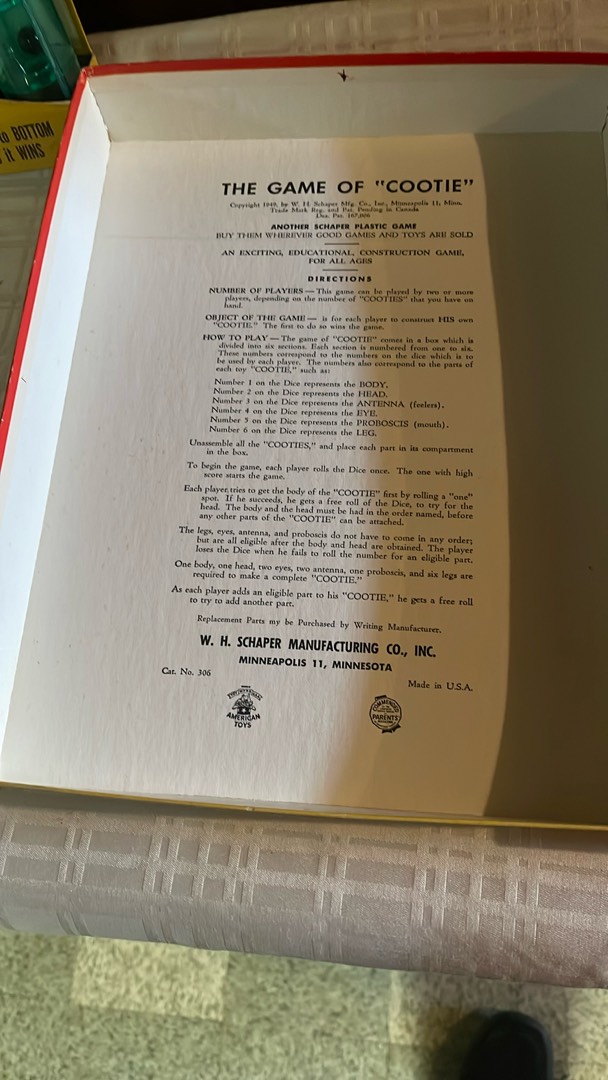 to BOTTOM
it WINS
THE GAME OF "COOTIE"
Copyright 1949, by W. H. Schaper Mfg. Co., Inc., Minneapolis 11, Minn.
Trade Mark Reg. and Pat. Pending in Canada
Des. Pat.
ANOTHER SCHAPER PLASTIC GAME
BUY THEM WHEREVER GOOD GAMES AND TOYS ARE SOLD
AN EXCITING, EDUCATIONAL, CONSTRUCTION GAME,
FOR ALL AGES
DIRECTIONS
NUMBER OF PLAYERS — This game can be played by two or more
players, depending on the number of "COOTIES" that you have on
hand.
OBJECT OF THE GAME — is for each player to construct HIS own
"COOTIE." The first to do so wins the game.
HOW TO PLAY — The game of "COOTIE" comes in a box which is
divided into six sections. Each section is numbered from one to six.
These numbers correspond to the numbers on the dice which is to
be used by each player. The numbers also correspond to the parts of
each toy "COOTIE," such as:
Number 1 on the Dice represents the BODY.
Number 2 on the Dice represents the HEAD.
Number 3 on the Dice represents the ANTENNA (feelers).
Number 4 on the Dice represents the EYE.
Number 5 on the Dice represents the PROBOSCIS (mouth).
Number 6 on the Dice represents the LEG.
Unassemble all the "COOTIES," and place each part in its compartment
in the box.
To begin the game, each player rolls the Dice once. The one with high
score starts the game.
Each player tries to get the body of the "COOTIE" first by rolling a "one"
spot. If he succeeds, he gets a free roll of the Dice, to try for the
head. The body and the head must be had in the order named, before
any other parts of the "COOTIE" can be attached.
The legs, eyes, antenna, and proboscis do not have to come in any order;
but are all eligible after the body and head are obtained. The player
loses the Dice when he fails to roll the number for an eligible part.
One body, one head, two eyes, two antenna, one proboscis, and six legs are
required to make a complete "COOTIE."
As each player adds an eligible part to his "COOTIE," he gets a free roll
to try to add another part.
Replacement Parts my be Purchased by Writing Manufacturer.
W. H. SCHAPER MANUFACTURING CO., INC.
MINNEAPOLIS 11, MINNESOTA
Cat. No. 306
Made in U.S.A.
AMERICAN
TOYS
COMMENDED
PARENTS'